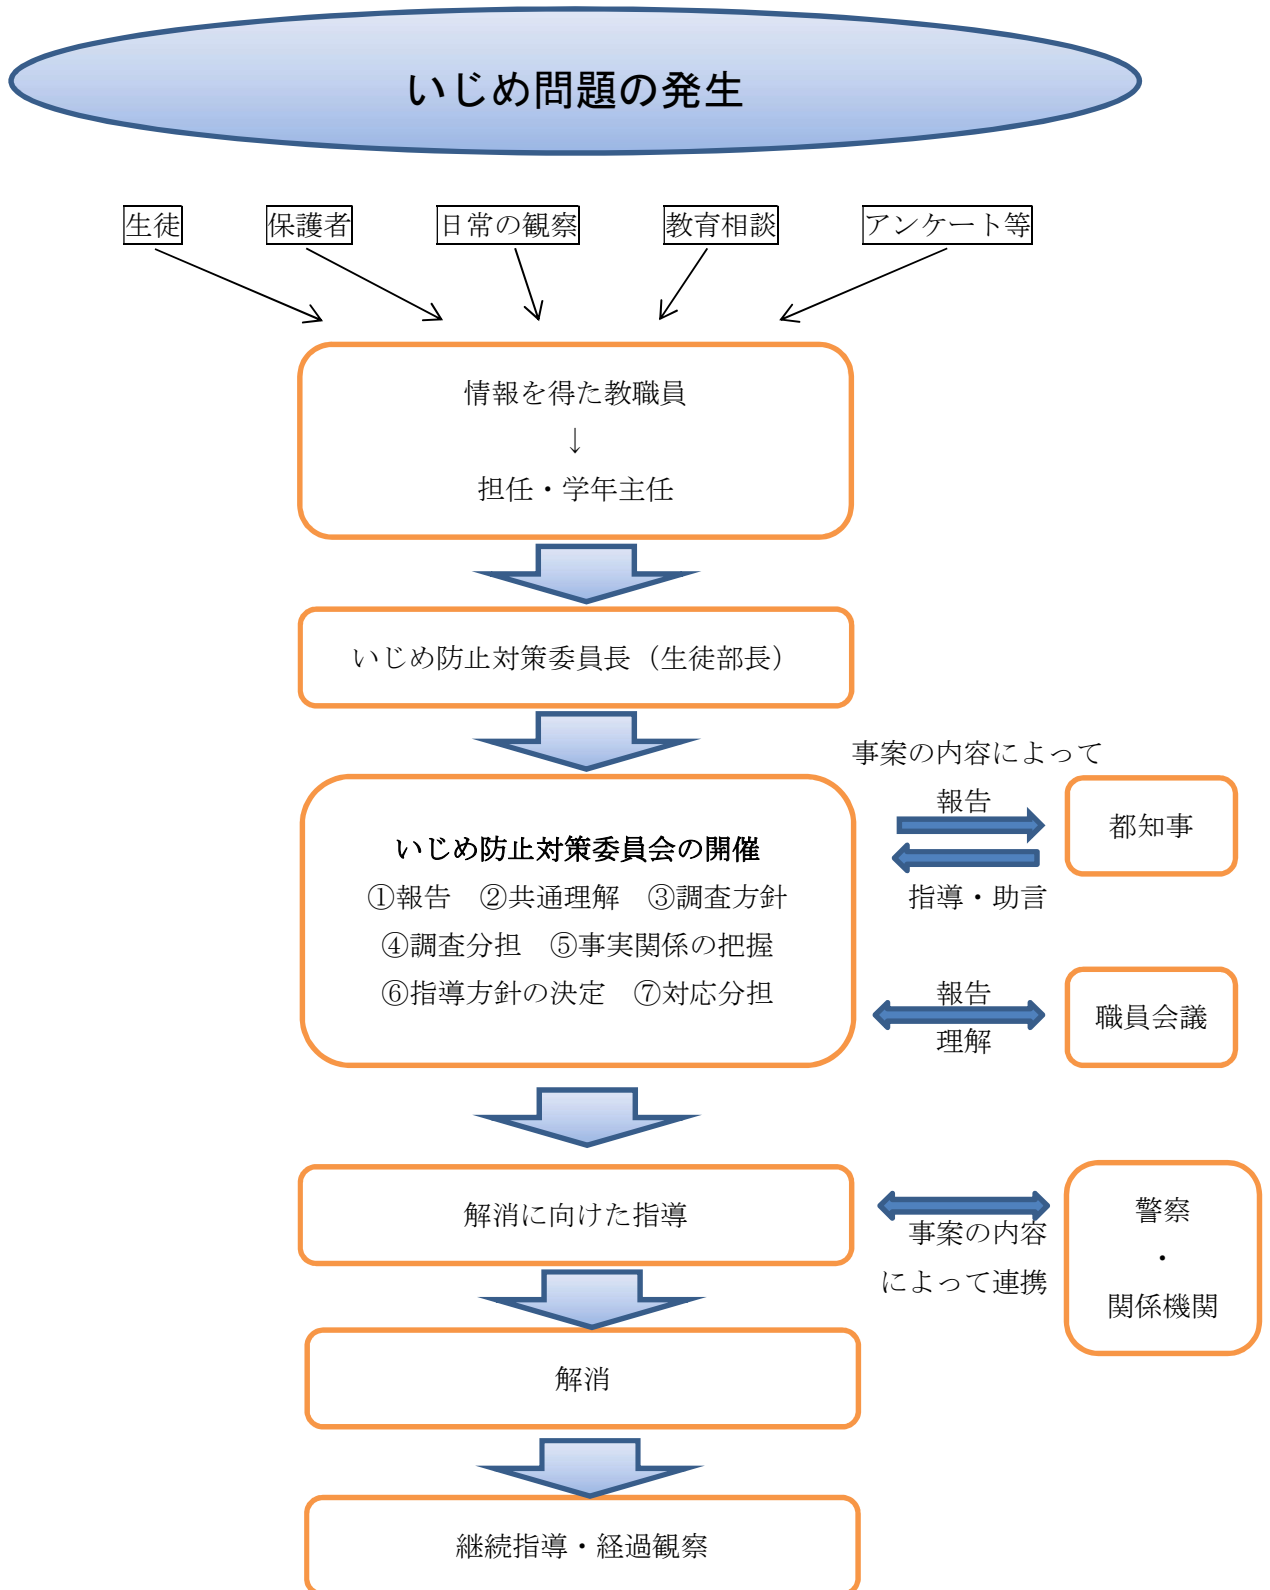 いじめ問題の発生
生徒
保護者
日常の観察
教育相談
アンケート等
情報を得た教職員
↓
担任・学年主任
いじめ防止対策委員長（生徒部長）
いじめ防止対策委員会の開催
①報告　②共通理解　③調査方針
④調査分担　⑤事実関係の把握
⑥指導方針の決定　⑦対応分担
事案の内容によって
報告
指導・助言
都知事
報告
理解
職員会議
解消に向けた指導
事案の内容
によって連携
警察
・
関係機関
解消
継続指導・経過観察